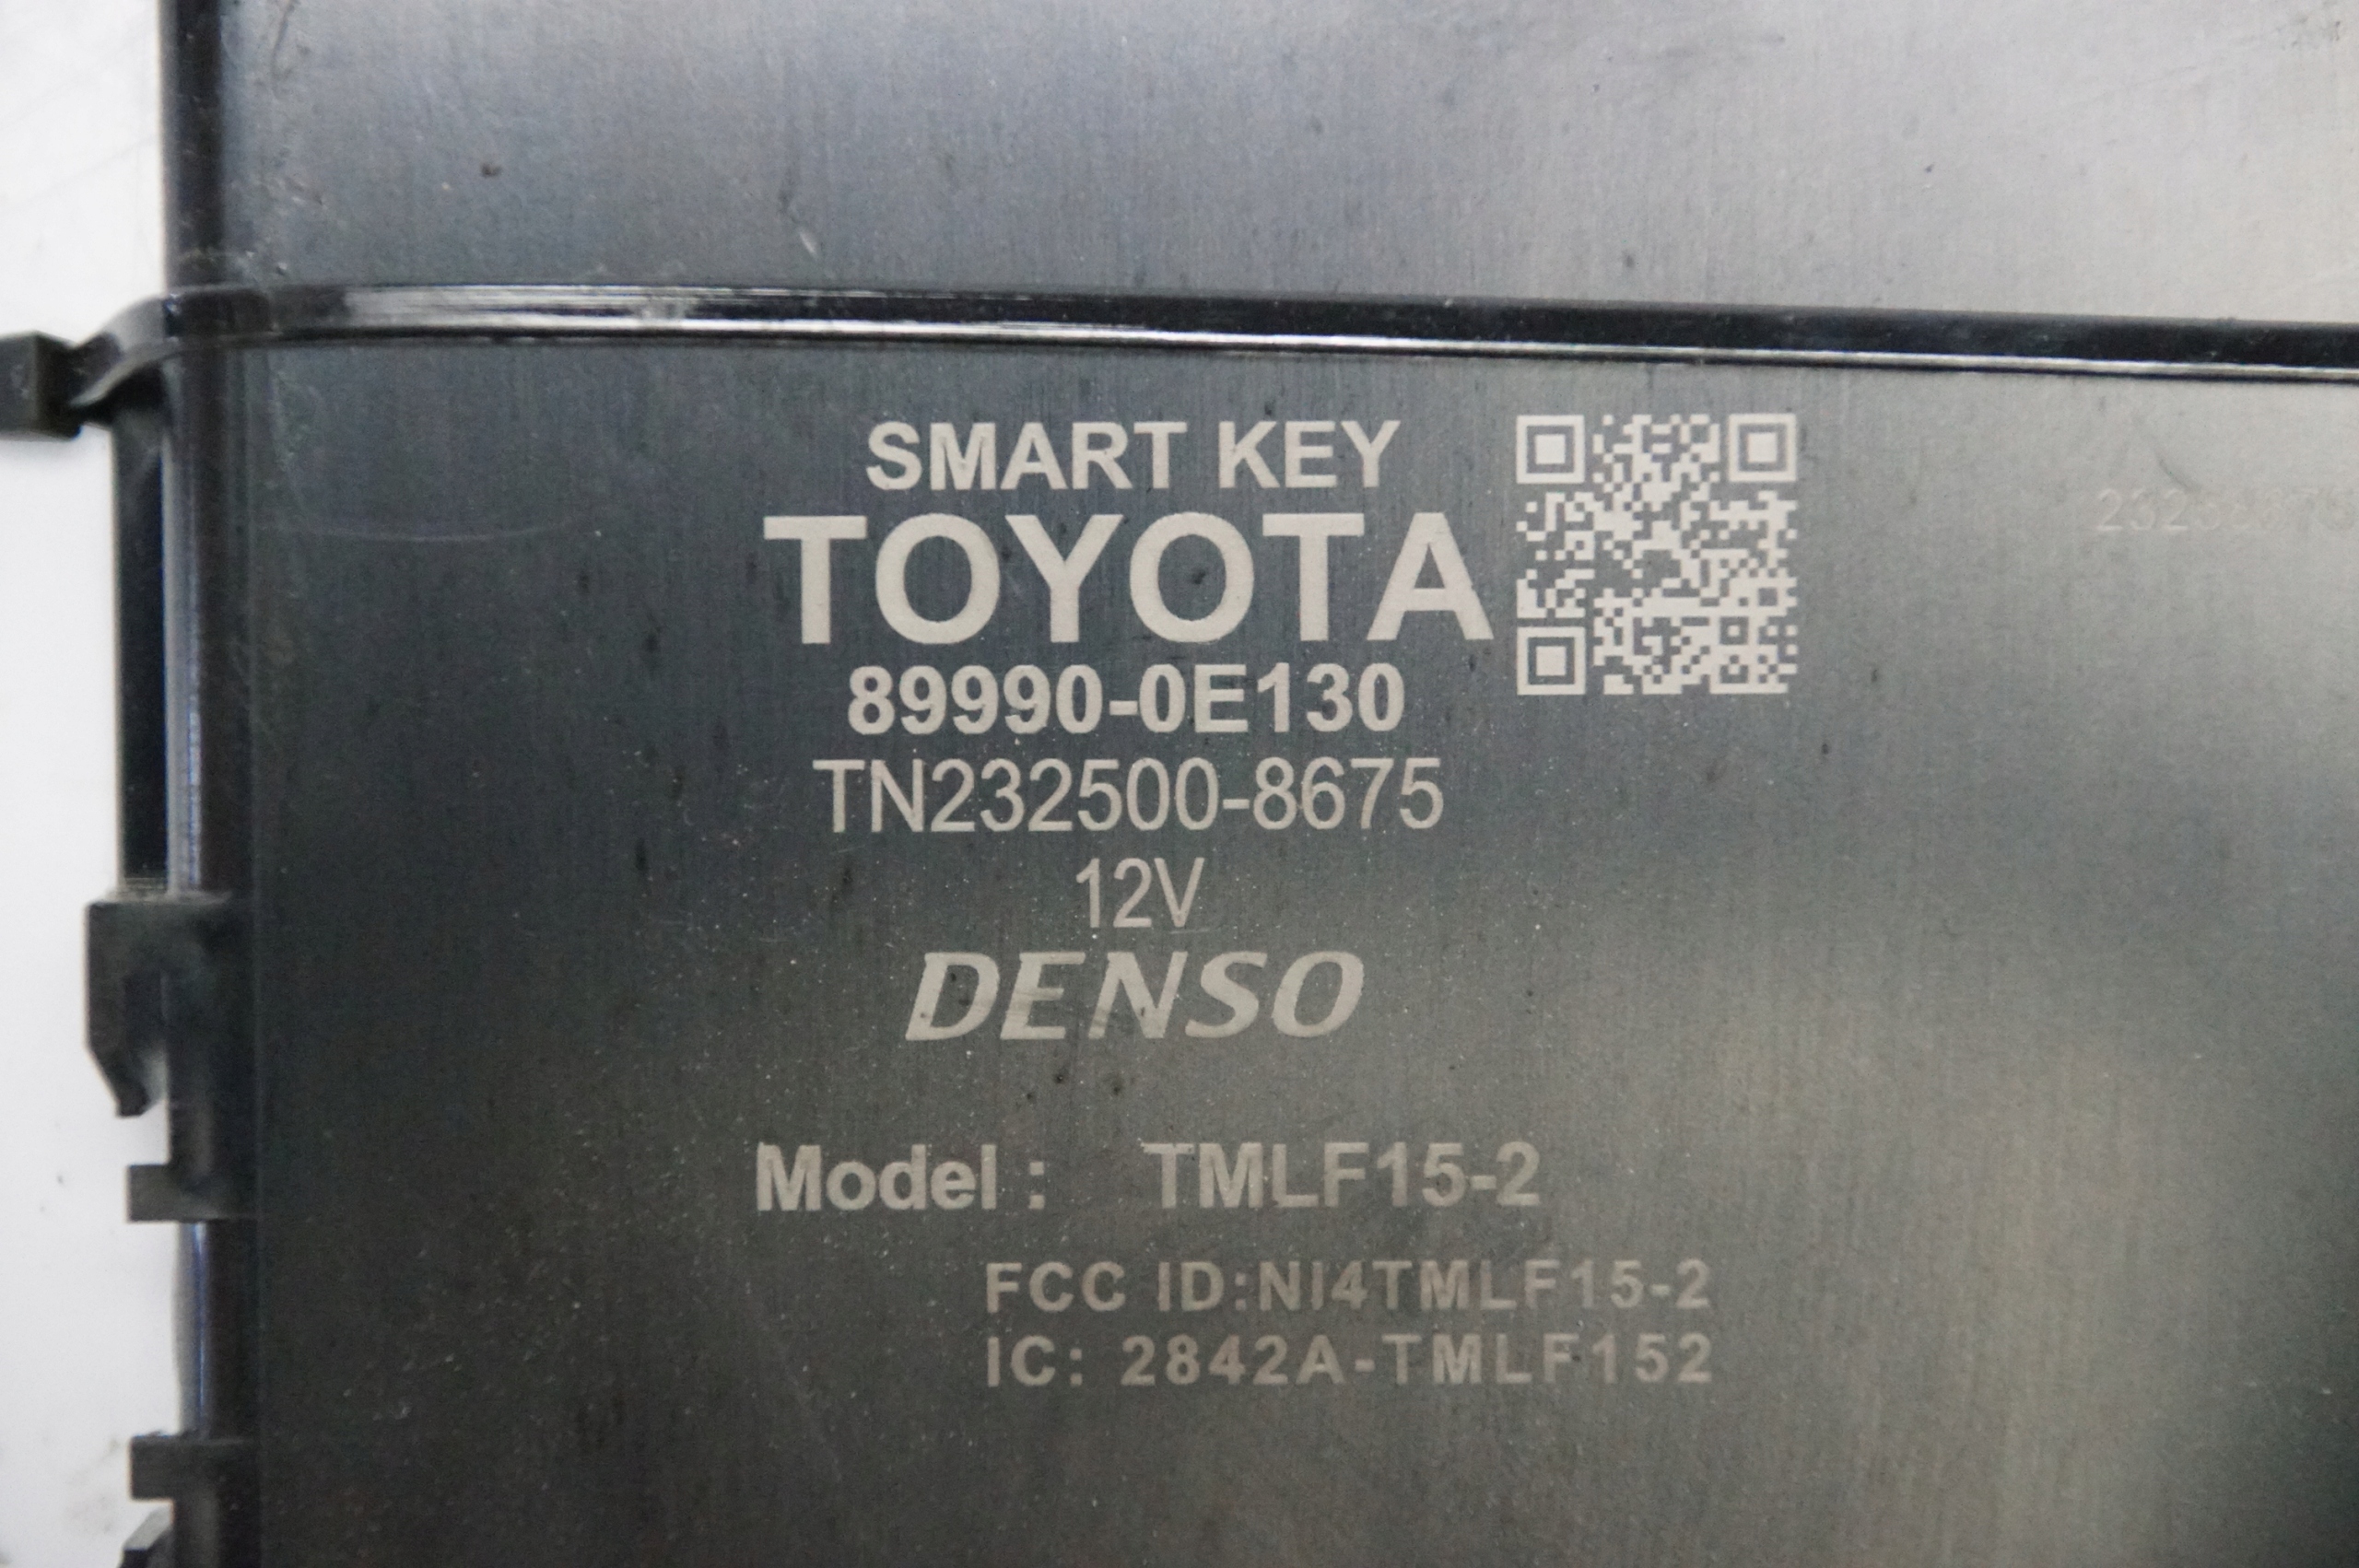 SMART KEY
TOYOTA
89990-0E130
TN232500-8675
12V
DENSO
Model : TMLF15-2
FCC ID:NI4TMLF15-2
IC: 2842A-TMLF152